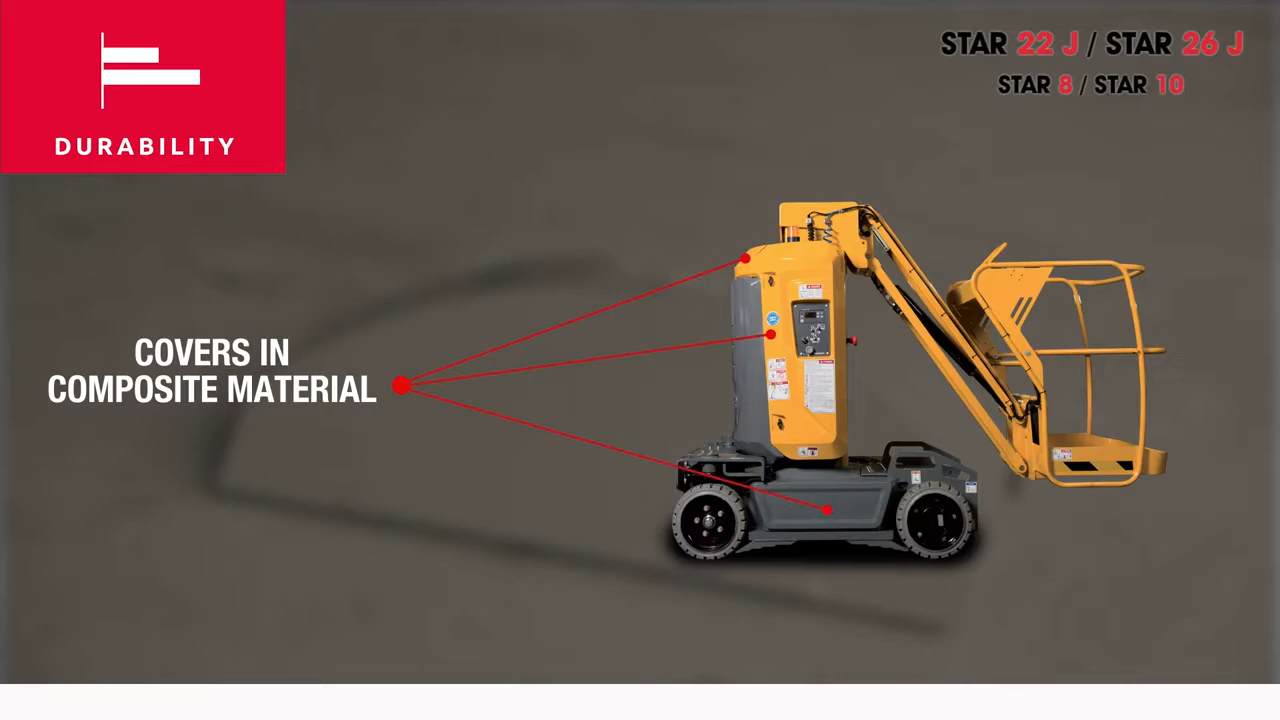 DURABILITY
STAR 22 J / STAR 26 J
STAR 8 / STAR 10
COVERS IN
COMPOSITE MATERIAL